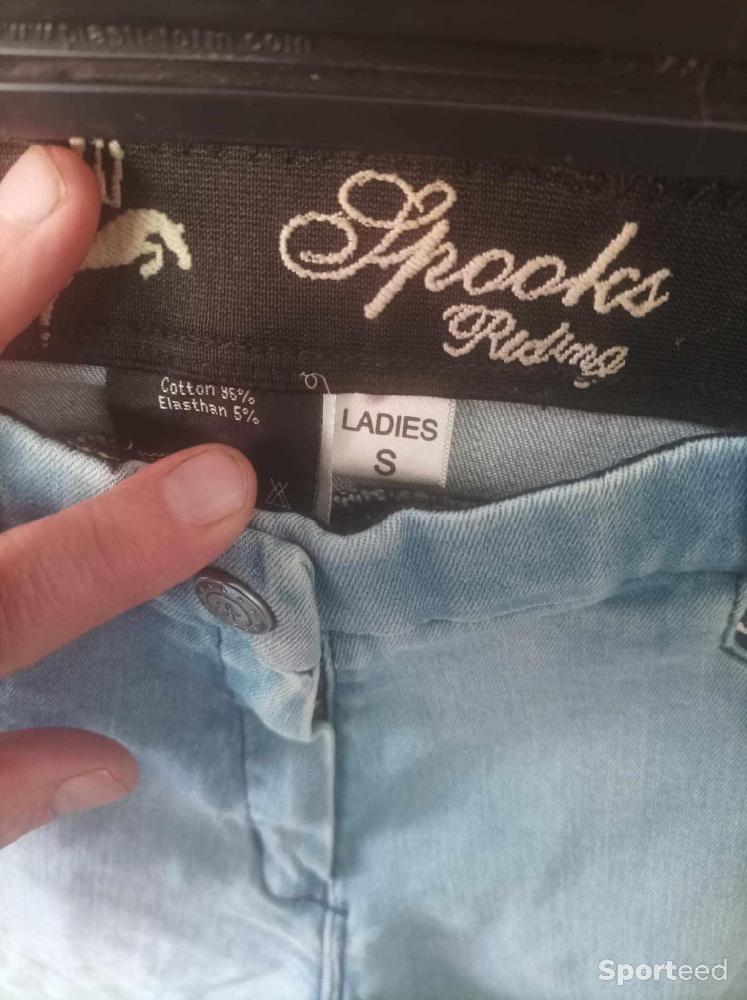 Spooks
Riding
Cotton 95%
Elasthan 5%
LADIES
S
Sporteed